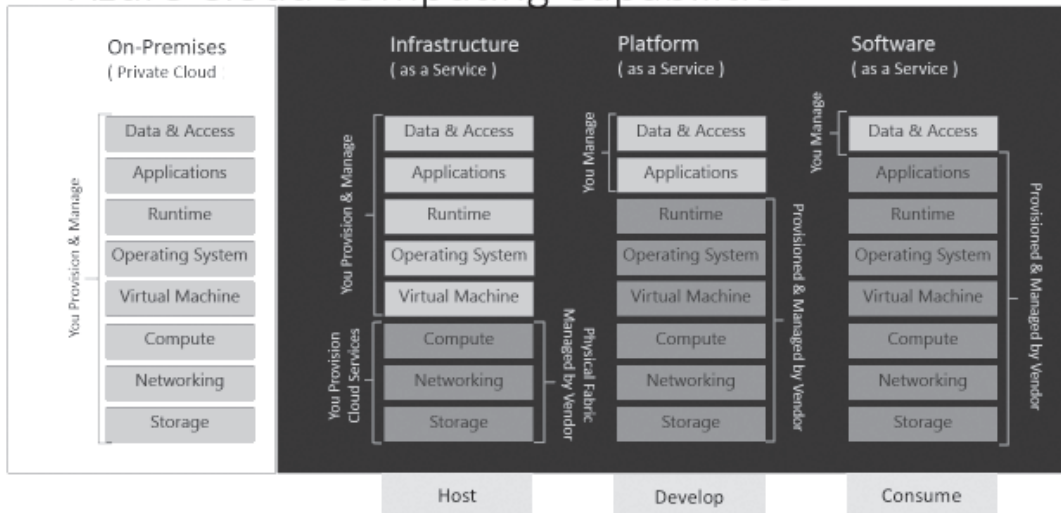 Azure Cloud Computing Capabilities
On-Premises
( Private Cloud
Data & Access
Applications
Runtime
Operating System
Virtual Machine
Compute
Networking
Storage
You Provision & Manage
Infrastructure
( as a Service )
Data & Access
Applications
Runtime
Operating System
Virtual Machine
Compute
Networking
Storage
You Provision & Manage
You Provision
Cloud Services
Physical Fabric
Managed by Vendor
Host
Platform
( as a Service )
Data & Access
Applications
Runtime
Operating System
Virtual Machine
Compute
Networking
Storage
You Manage
Provisioned & Managed by Vendor
Develop
Software
( as a Service )
Data & Access
Applications
Runtime
Operating System
Virtual Machine
Compute
Networking
Storage
You Manage
Provisioned & Managed by Vendor
Consume